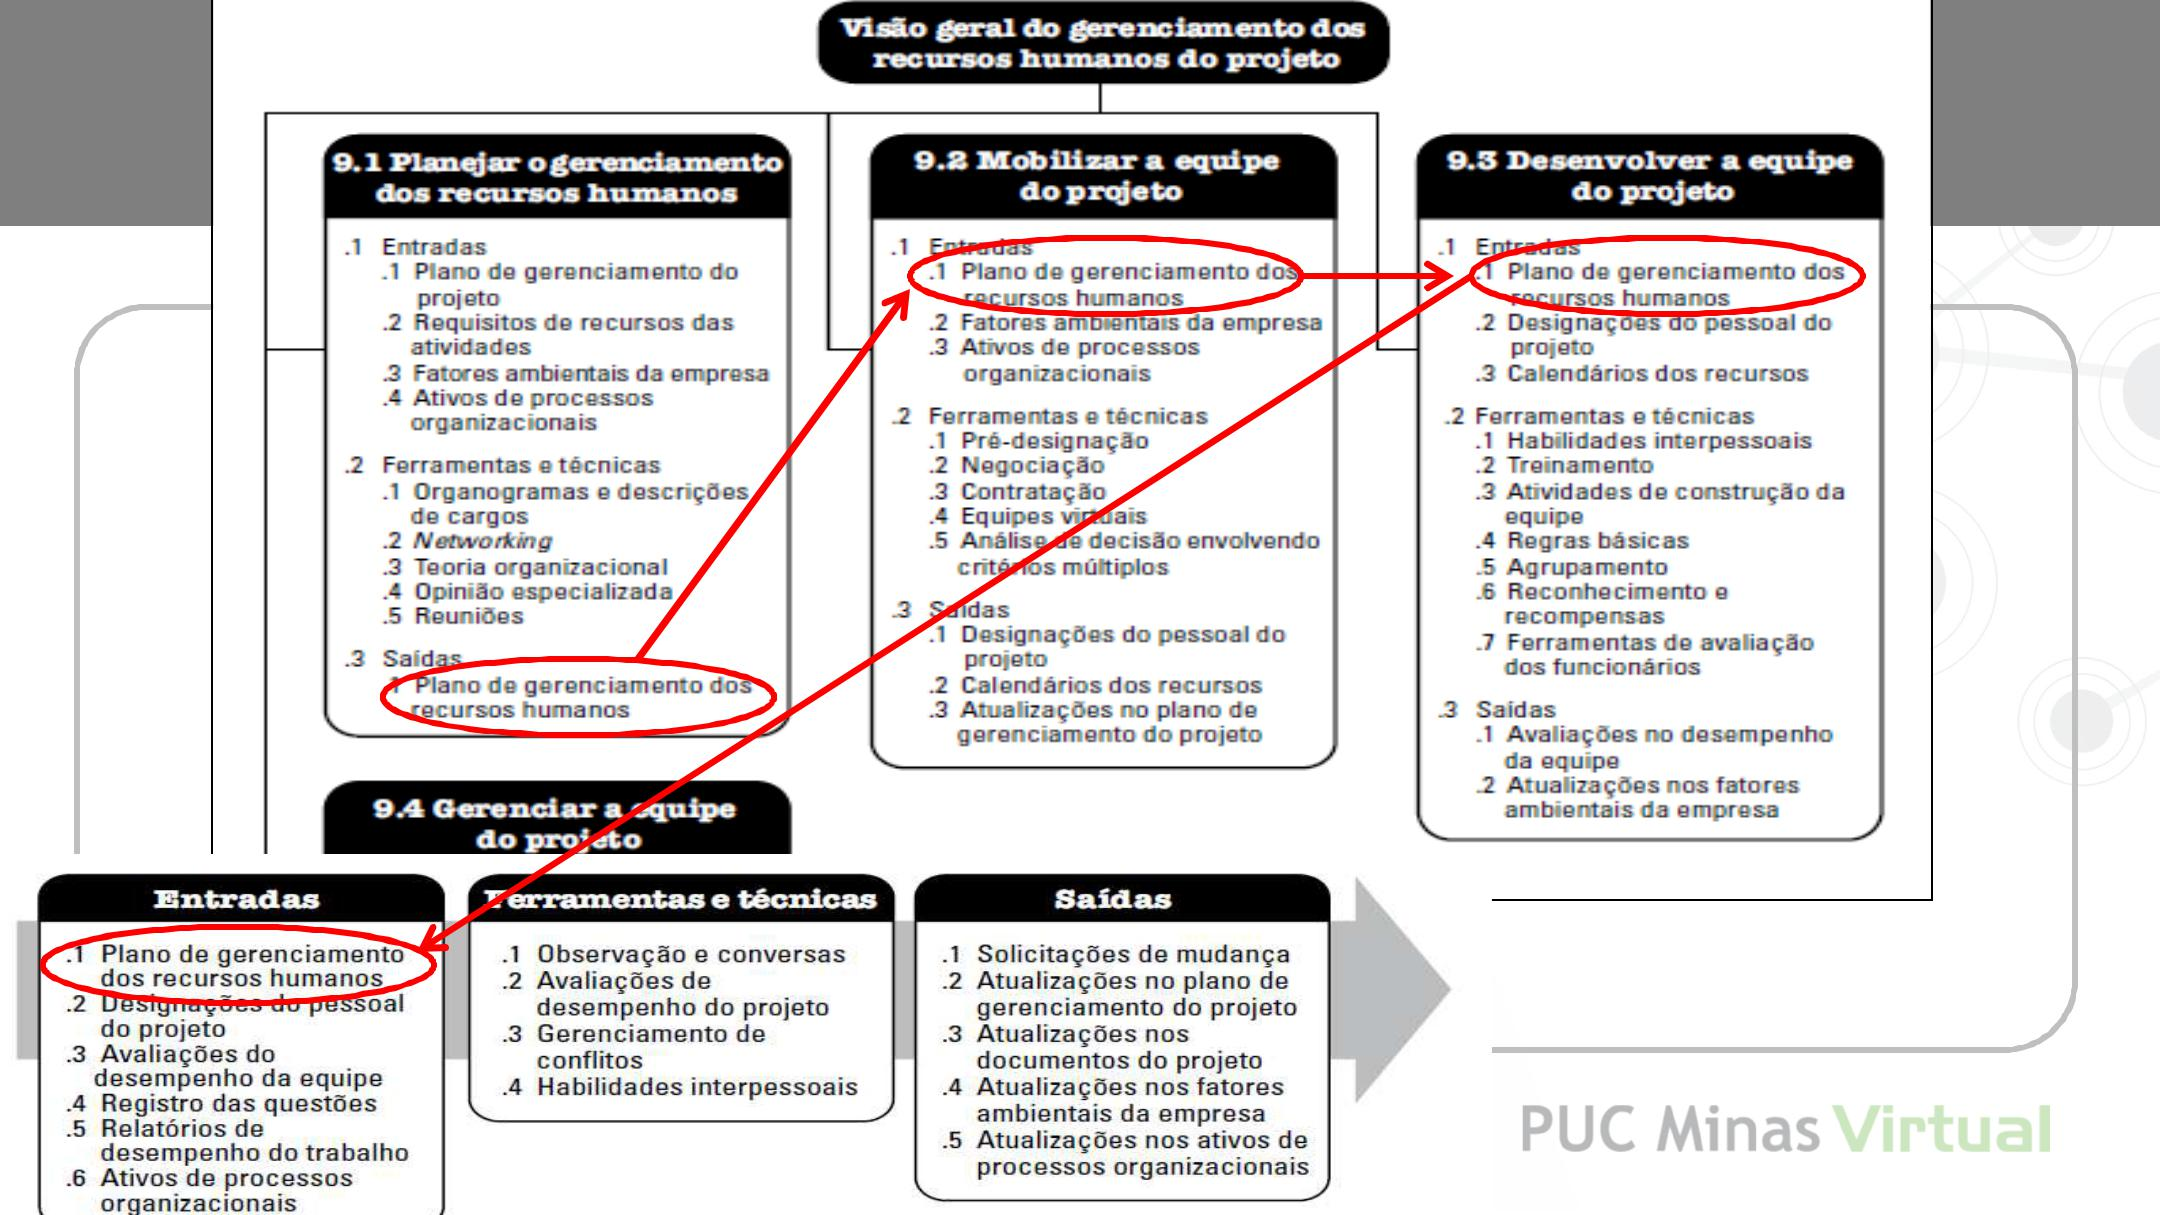 Visão geral do gerenciamento dos
recursos humanos do projeto
9.1 Planejar o gerenciamento
dos recursos humanos
.1 Entradas
.1 Plano de gerenciamento do
projeto
.2 Requisitos de recursos das
atividades
.3 Fatores ambientais da empresa
.4 Ativos de processos
organizacionais
.2 Ferramentas e técnicas
.1 Organogramas e descrições
de cargos
.2 Networking
.3 Teoria organizacional
.4 Opinião especializada
.5 Reuniões
.3 Saídas
.1 Plano de gerenciamento dos
recursos humanos
9.2 Mobilizar a equipe
do projeto
.1 Entradas
.1 Plano de gerenciamento dos
recursos humanos
.2 Fatores ambientais da empresa
.3 Ativos de processos
organizacionais
.2 Ferramentas e técnicas
.1 Pré-designação
.2 Negociação
.3 Contratação
.4 Equipes virtuais
.5 Análise de decisão envolvendo
critérios múltiplos
.3 Saídas
.1 Designações do pessoal do
projeto
.2 Calendários dos recursos
.3 Atualizações no plano de
gerenciamento do projeto
9.3 Desenvolver a equipe
do projeto
.1 Entradas
.1 Plano de gerenciamento dos
recursos humanos
.2 Designações do pessoal do
projeto
.3 Calendários dos recursos
.2 Ferramentas e técnicas
.1 Habilidades interpessoais
.2 Treinamento
.3 Atividades de construção da
equipe
.4 Regras básicas
.5 Agrupamento
.6 Reconhecimento e
recompensas
.7 Ferramentas de avaliação
dos funcionários
.3 Saídas
.1 Avaliações no desempenho
da equipe
.2 Atualizações nos fatores
ambientais da empresa
9.4 Gerenciar a equipe
do projeto
Entradas
.1 Plano de gerenciamento
dos recursos humanos
.2 Designações do pessoal
do projeto
.3 Avaliações do
desempenho da equipe
.4 Registro das questões
.5 Relatórios de
desempenho do trabalho
.6 Ativos de processos
organizacionais
Ferramentas e técnicas
.1 Observação e conversas
.2 Avaliações de
desempenho do projeto
.3 Gerenciamento de
conflitos
.4 Habilidades interpessoais
Saídas
.1 Solicitações de mudança
.2 Atualizações no plano de
gerenciamento do projeto
.3 Atualizações nos
documentos do projeto
.4 Atualizações nos fatores
ambientais da empresa
.5 Atualizações nos ativos de
processos organizacionais
PUC Minas Virtual